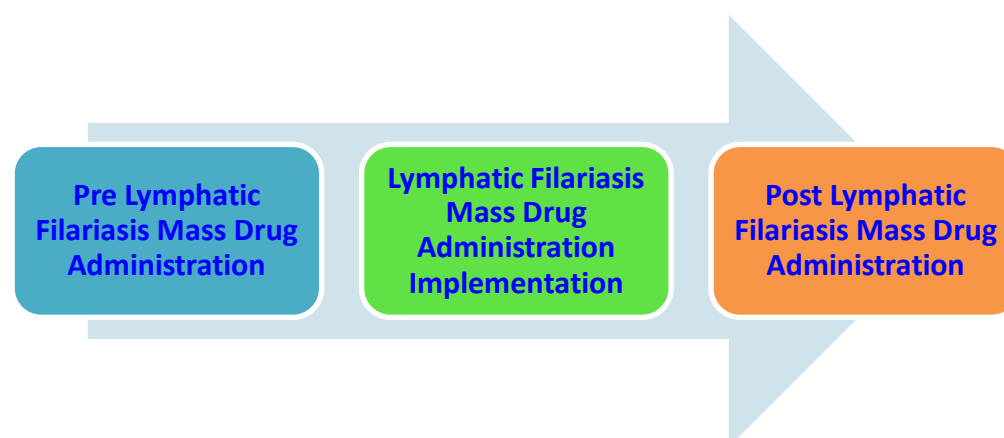 Pre Lymphatic
Filariasis Mass Drug
Administration
Lymphatic Filariasis
Mass Drug
Administration
Implementation
Post Lymphatic
Filariasis Mass Drug
Administration